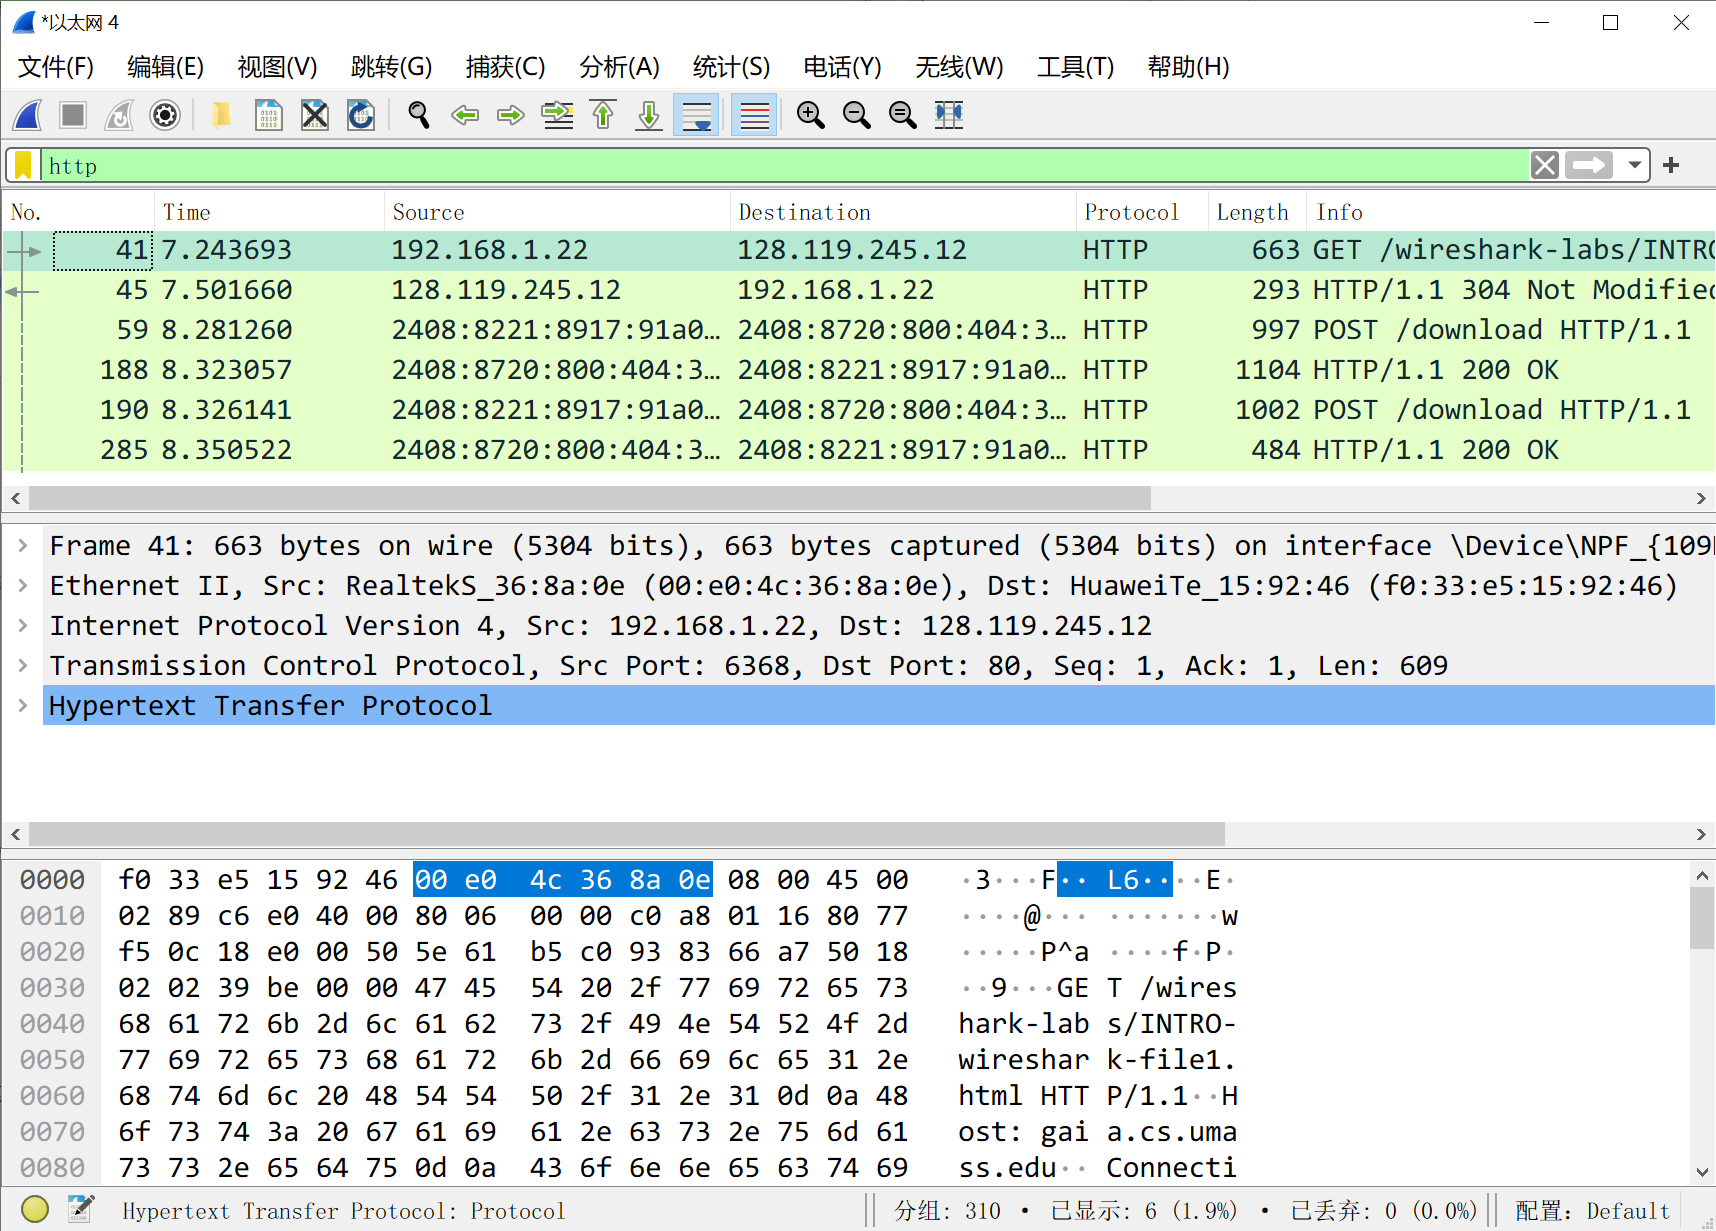 *以太网 4
文件(F) 编辑(E) 视图(V) 跳转(G) 捕获(C) 分析(A) 统计(S) 电话(Y) 无线(W) 工具(T) 帮助(H)
http
No. Time Source Destination Protocol Length Info
41 7.243693 192.168.1.22 128.119.245.12 HTTP 663 GET /wireshark-labs/INTRO
45 7.501660 128.119.245.12 192.168.1.22 HTTP 293 HTTP/1.1 304 Not Modified
59 8.281260 2408:8221:8917:91a0… 2408:8720:800:404:3… HTTP 997 POST /download HTTP/1.1
188 8.323057 2408:8720:800:404:3… 2408:8221:8917:91a0… HTTP 1104 HTTP/1.1 200 OK
190 8.326141 2408:8221:8917:91a0… 2408:8720:800:404:3… HTTP 1002 POST /download HTTP/1.1
285 8.350522 2408:8720:800:404:3… 2408:8221:8917:91a0… HTTP 484 HTTP/1.1 200 OK
Frame 41: 663 bytes on wire (5304 bits), 663 bytes captured (5304 bits) on interface \Device\NPF_{109
Ethernet II, Src: RealtekS_36:8a:0e (00:e0:4c:36:8a:0e), Dst: HuaweiTe_15:92:46 (f0:33:e5:15:92:46)
Internet Protocol Version 4, Src: 192.168.1.22, Dst: 128.119.245.12
Transmission Control Protocol, Src Port: 6368, Dst Port: 80, Seq: 1, Ack: 1, Len: 609
Hypertext Transfer Protocol
0000 f0 33 e5 15 92 46 00 e0 4c 36 8a 0e 08 00 45 00 ·3···F·· L6····E·
0010 02 89 c6 e0 40 00 80 06 00 00 c0 a8 01 16 80 77 ····@··· ·······w
0020 f5 0c 18 e0 00 50 5e 61 b5 c0 93 83 66 a7 50 18 ·····P^a ····f·P·
0030 02 02 39 be 00 00 47 45 54 20 2f 77 69 72 65 73 ··9···GE T /wires
0040 68 61 72 6b 2d 6c 61 62 73 2f 49 4e 54 52 4f 2d hark-lab s/INTRO-
0050 77 69 72 65 73 68 61 72 6b 2d 66 69 6c 65 31 2e wireshar k-file1.
0060 68 74 6d 6c 20 48 54 54 50 2f 31 2e 31 0d 0a 48 html HTT P/1.1··H
0070 6f 73 74 3a 20 67 61 69 61 2e 63 73 2e 75 6d 61 ost: gai a.cs.uma
0080 73 73 2e 65 64 75 0d 0a 43 6f 6e 6e 65 63 74 69 ss.edu·· Connecti
Hypertext Transfer Protocol: Protocol 分组: 310 · 已显示: 6 (1.9%) · 已丢弃: 0 (0.0%) 配置: Default